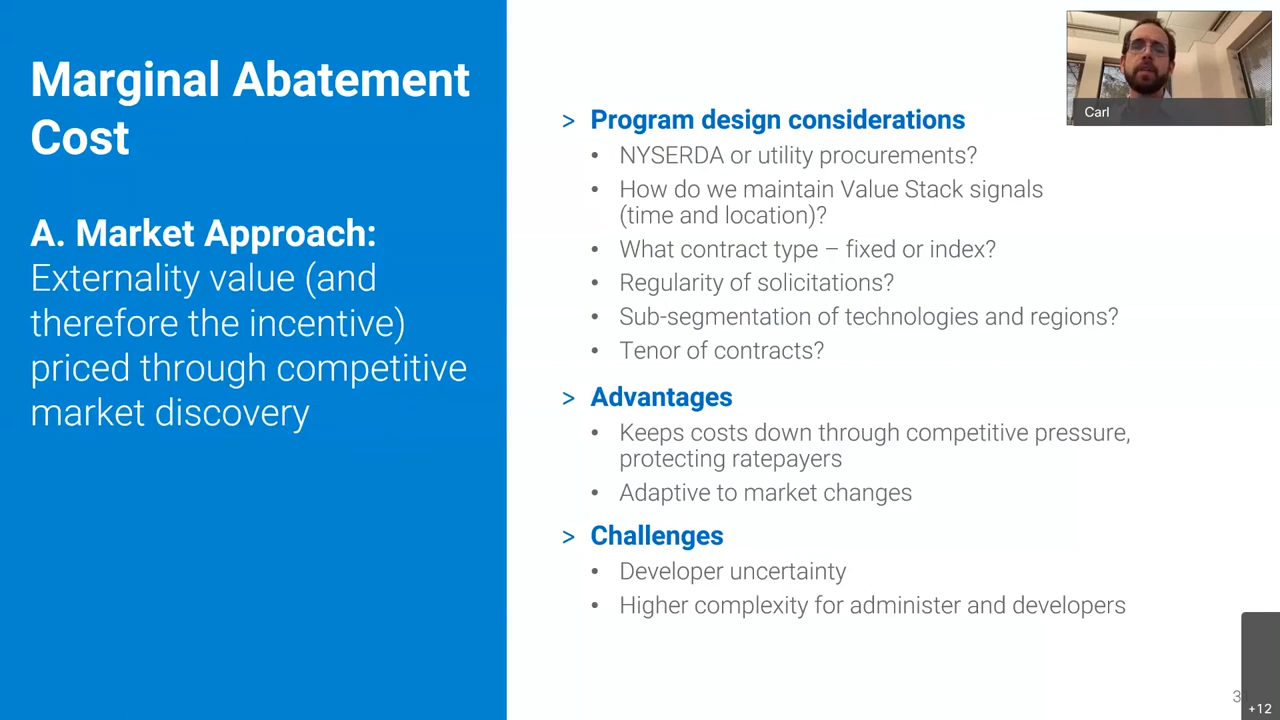 Marginal Abatement
Cost
A. Market Approach:
Externality value (and
therefore the incentive)
priced through competitive
market discovery
> Program design considerations
• NYSERDA or utility procurements?
• How do we maintain Value Stack signals
(time and location)?
• What contract type – fixed or index?
• Regularity of solicitations?
• Sub-segmentation of technologies and regions?
• Tenor of contracts?
> Advantages
• Keeps costs down through competitive pressure,
protecting ratepayers
• Adaptive to market changes
> Challenges
• Developer uncertainty
• Higher complexity for administer and developers
Carl
+12